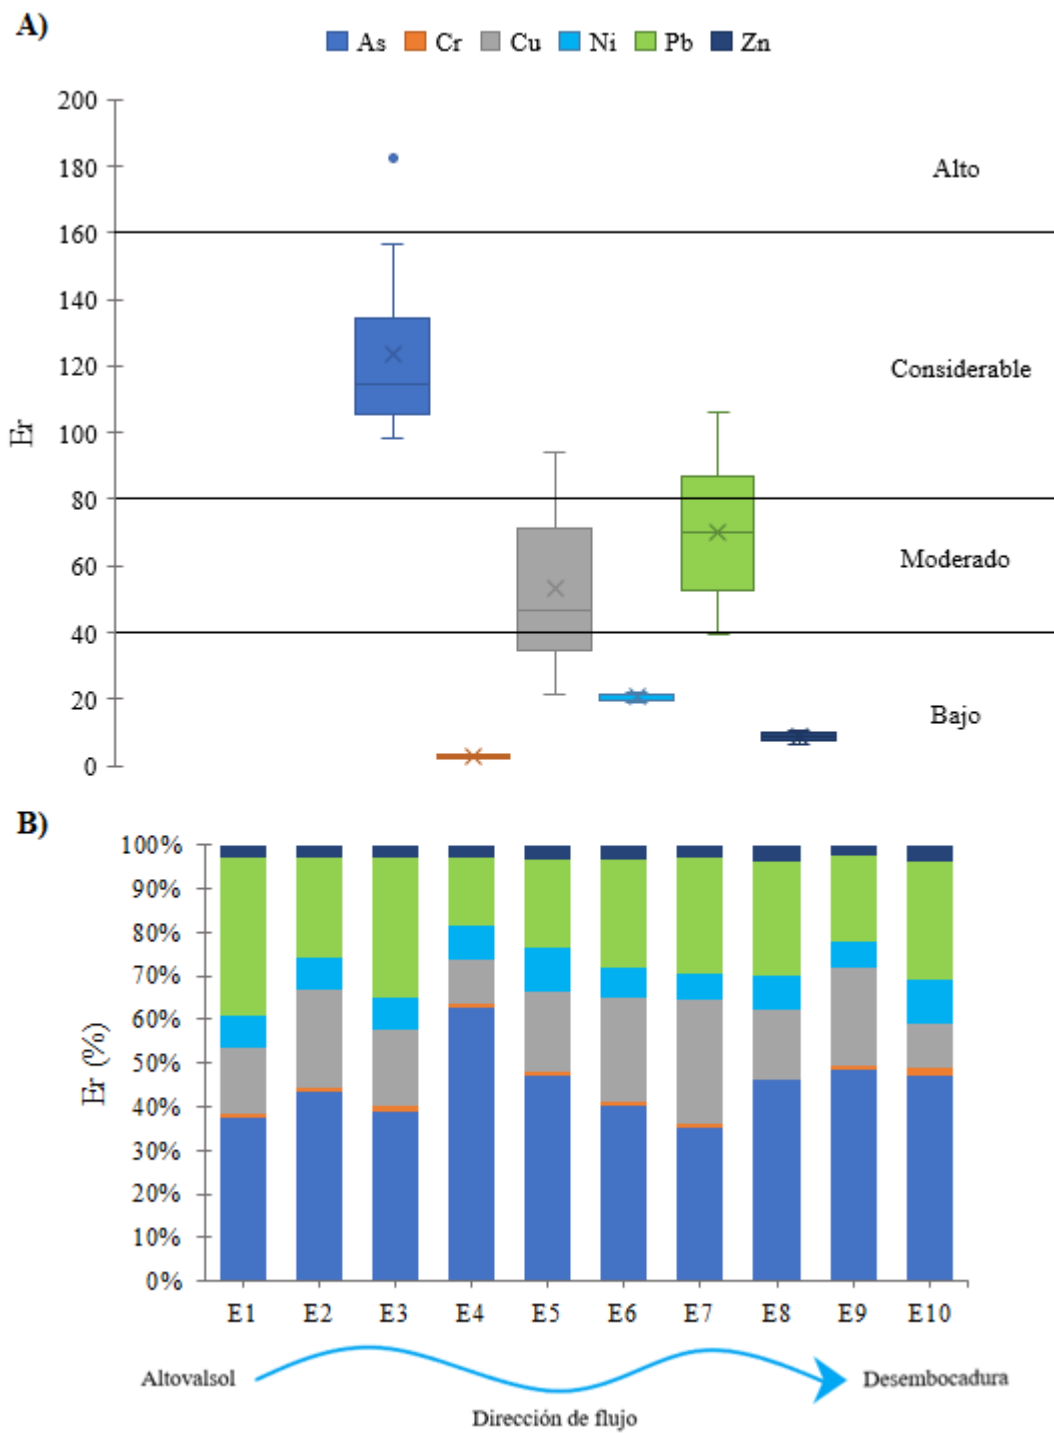 A)
As Cr Cu Ni Pb Zn
200
180
160
140
120
100
80
60
40
20
0
Er
Alto
Considerable
Moderado
Bajo
B)
100%
90%
80%
70%
60%
50%
40%
30%
20%
10%
0%
Er (%)
E1 E2 E3 E4 E5 E6 E7 E8 E9 E10
Altovalsol Desembocadura
Dirección de flujo